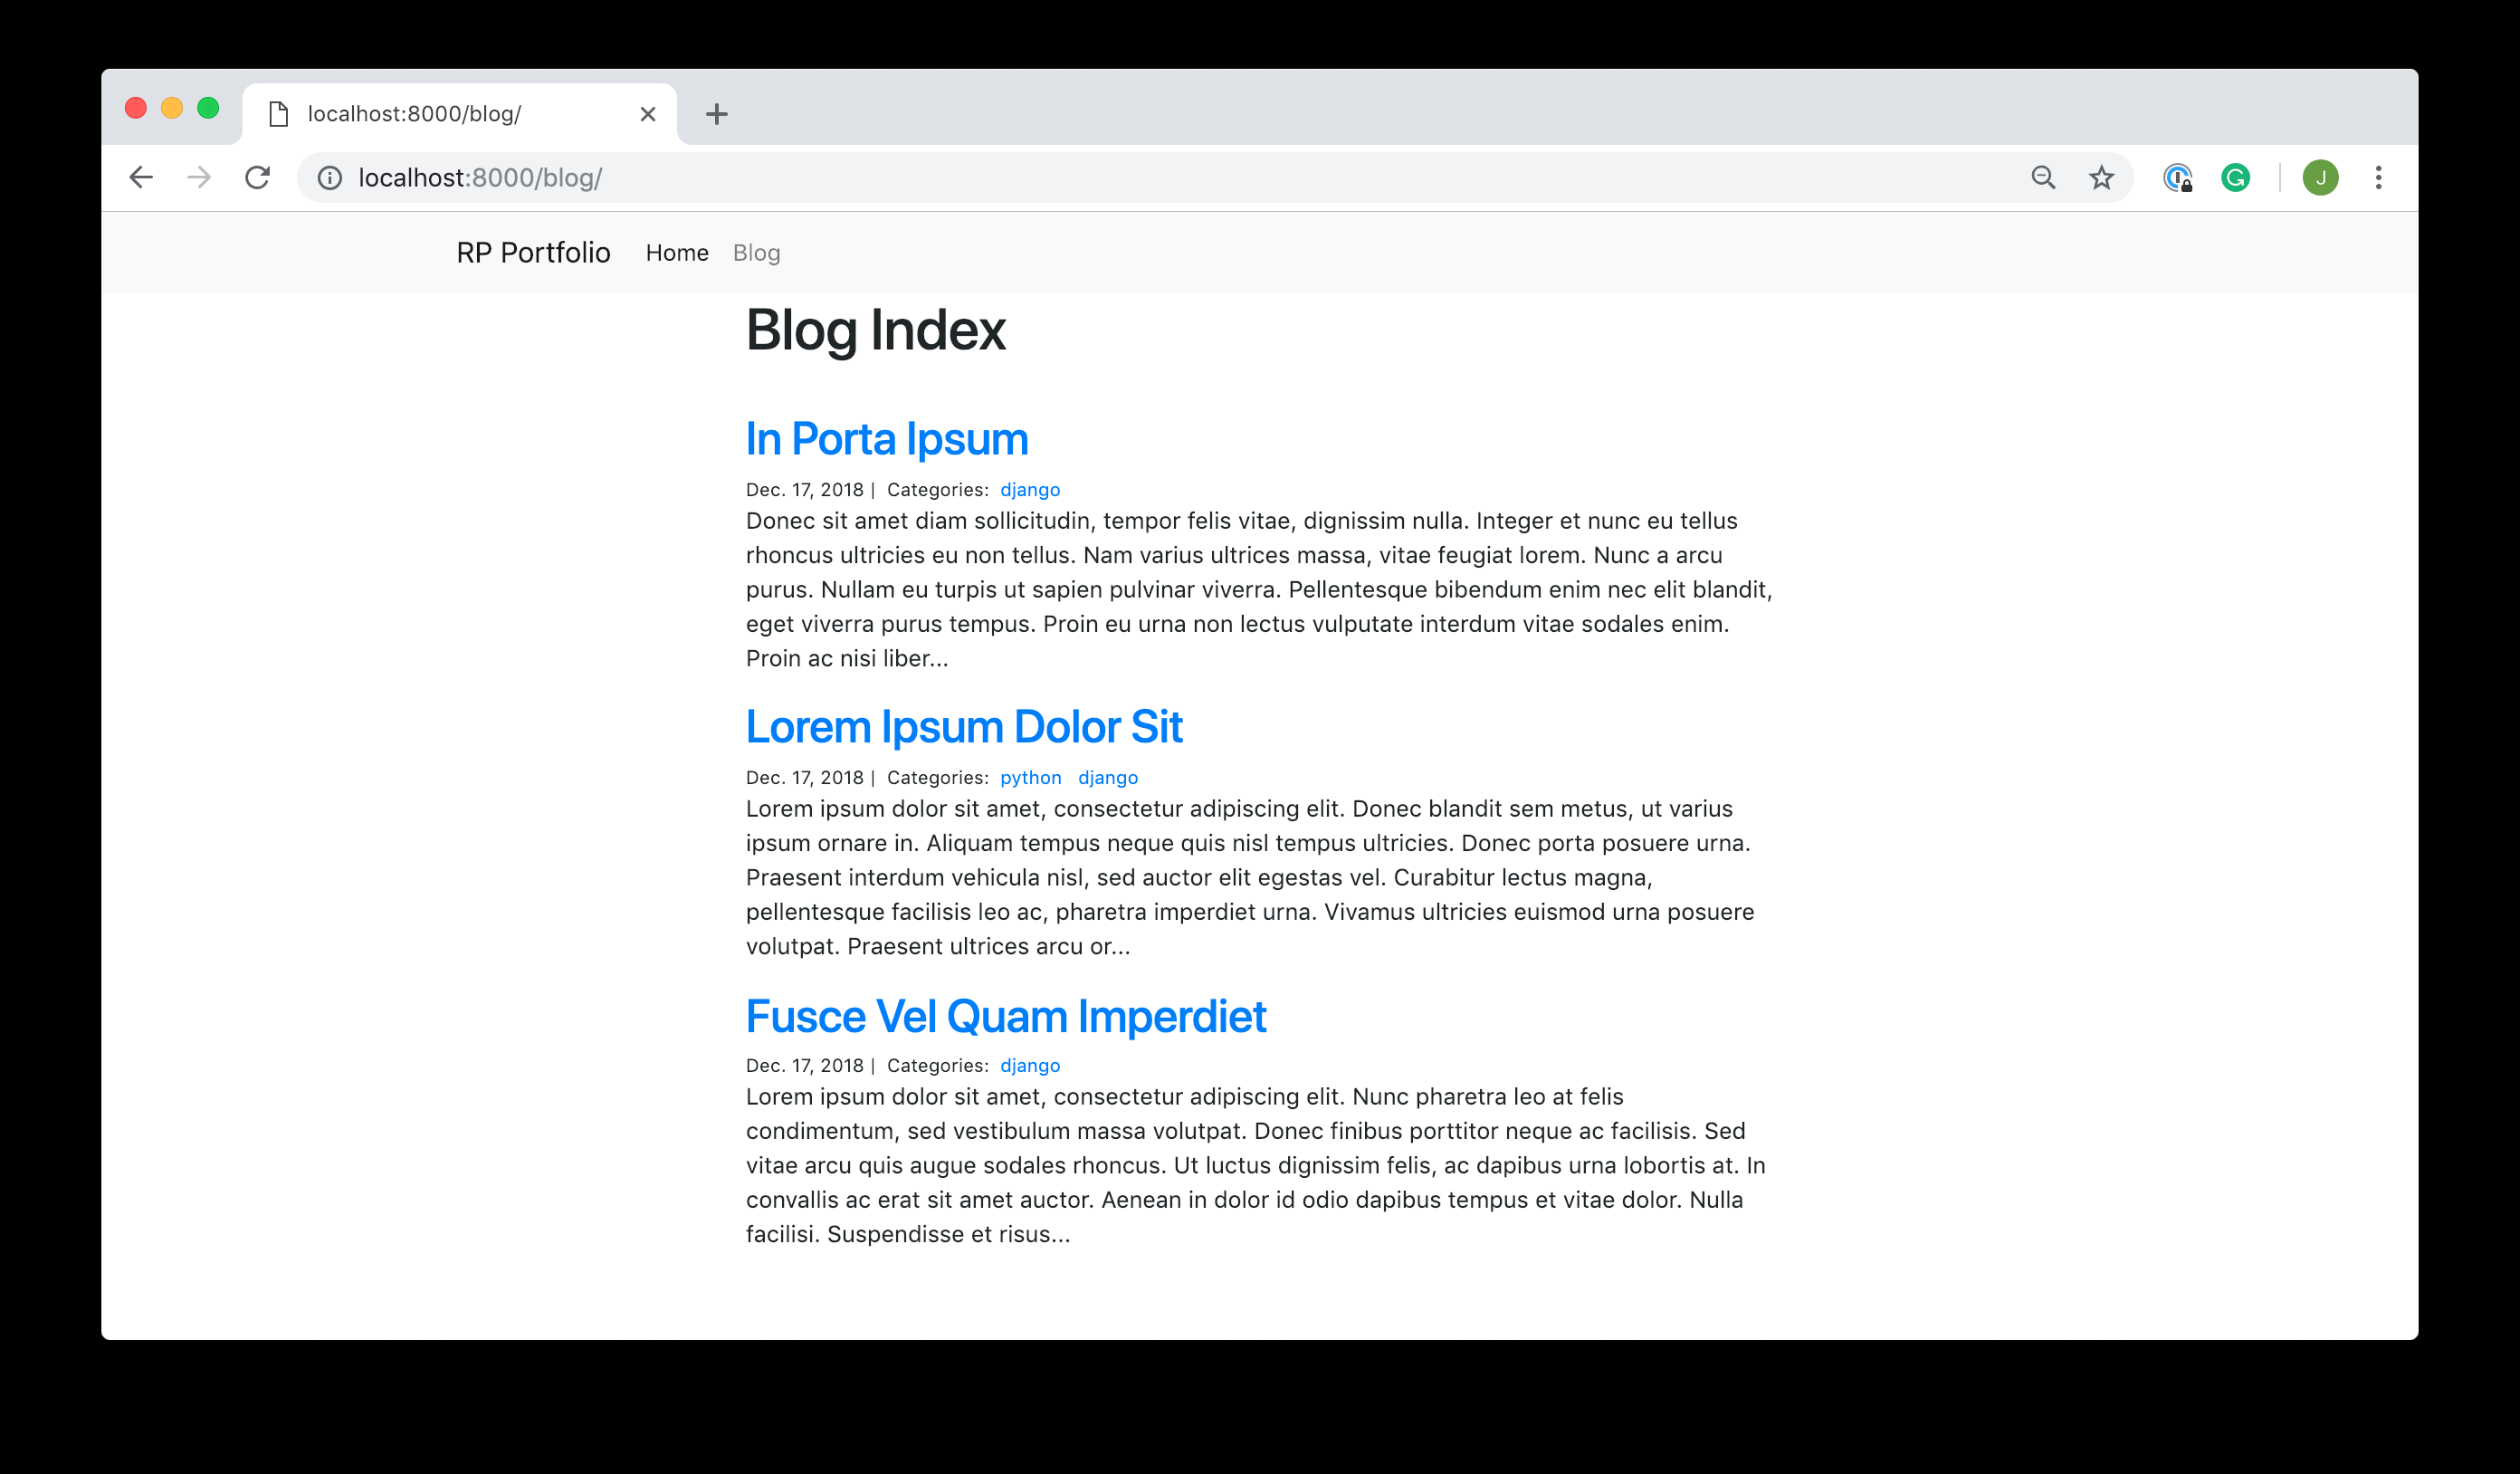 localhost:8000/blog/
localhost:8000/blog/
J
RP Portfolio Home Blog
Blog Index
In Porta Ipsum
Dec. 17, 2018 | Categories: django
Donec sit amet diam sollicitudin, tempor felis vitae, dignissim nulla. Integer et nunc eu tellus
rhoncus ultricies eu non tellus. Nam varius ultrices massa, vitae feugiat lorem. Nunc a arcu
purus. Nullam eu turpis ut sapien pulvinar viverra. Pellentesque bibendum enim nec elit blandit,
eget viverra purus tempus. Proin eu urna non lectus vulputate interdum vitae sodales enim.
Proin ac nisi liber...
Lorem Ipsum Dolor Sit
Dec. 17, 2018 | Categories: python django
Lorem ipsum dolor sit amet, consectetur adipiscing elit. Donec blandit sem metus, ut varius
ipsum ornare in. Aliquam tempus neque quis nisl tempus ultricies. Donec porta posuere urna.
Praesent interdum vehicula nisl, sed auctor elit egestas vel. Curabitur lectus magna,
pellentesque facilisis leo ac, pharetra imperdiet urna. Vivamus ultricies euismod urna posuere
volutpat. Praesent ultrices arcu or...
Fusce Vel Quam Imperdiet
Dec. 17, 2018 | Categories: django
Lorem ipsum dolor sit amet, consectetur adipiscing elit. Nunc pharetra leo at felis
condimentum, sed vestibulum massa volutpat. Donec finibus porttitor neque ac facilisis. Sed
vitae arcu quis augue sodales rhoncus. Ut luctus dignissim felis, ac dapibus urna lobortis at. In
convallis ac erat sit amet auctor. Aenean in dolor id odio dapibus tempus et vitae dolor. Nulla
facilisi. Suspendisse et risus...